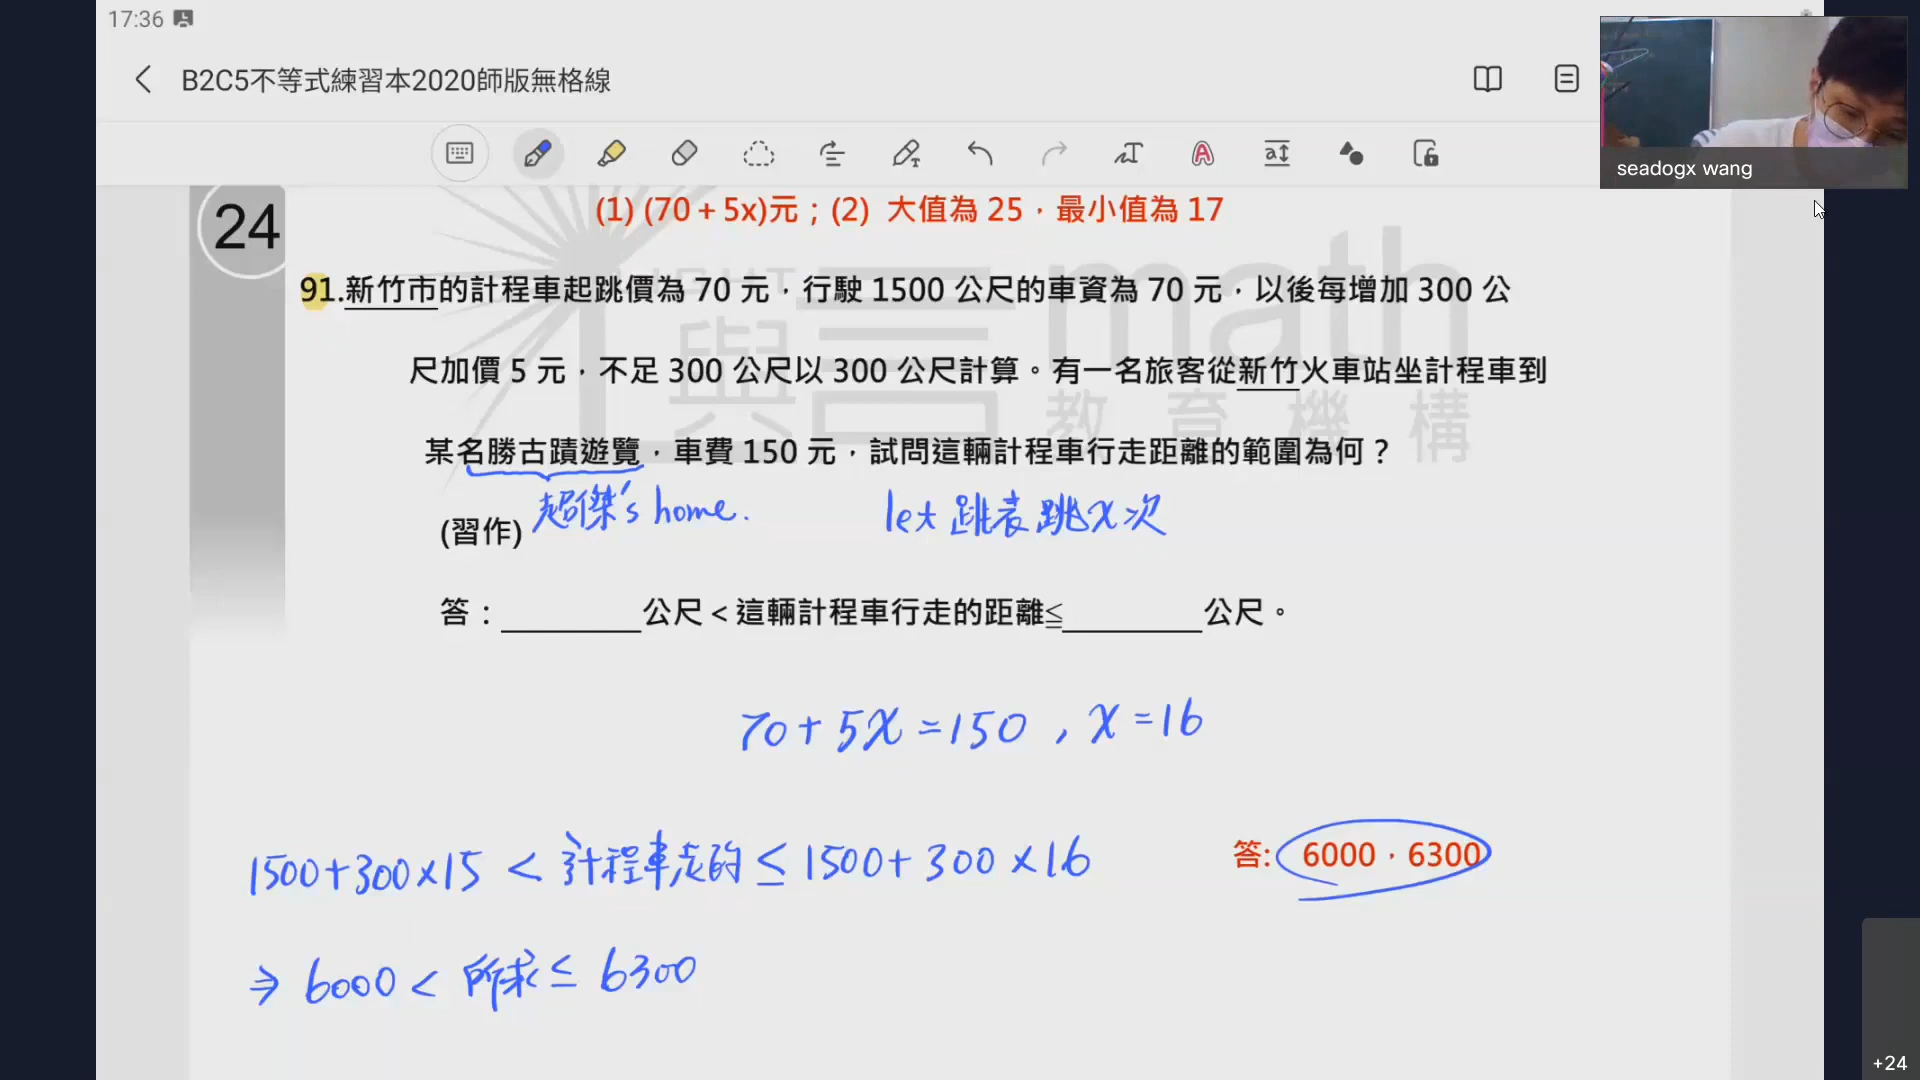 17:36
B2C5不等式練習本2020師版無格線
seadogx wang
24
(1) (70 + 5x)元；(2) 大值為 25，最小值為 17
91.新竹市的計程車起跳價為 70 元，行駛 1500 公尺的車資為 70 元，以後每增加 300 公
尺加價 5 元，不足 300 公尺以 300 公尺計算。有一名旅客從新竹火車站坐計程車到
某名勝古蹟遊覽，車費 150 元，試問這輛計程車行走距離的範圍為何？
超傑's home.
let 跳表跳x次
(習作)
答：________公尺＜這輛計程車行走的距離≦________公尺。
70+5x=150 , x=16
1500+300×15 < 計程車走的 ≤ 1500+300×16
答: 6000，6300
⇒ 6000 < 所求 ≤ 6300
與言
math
教育機構
+24